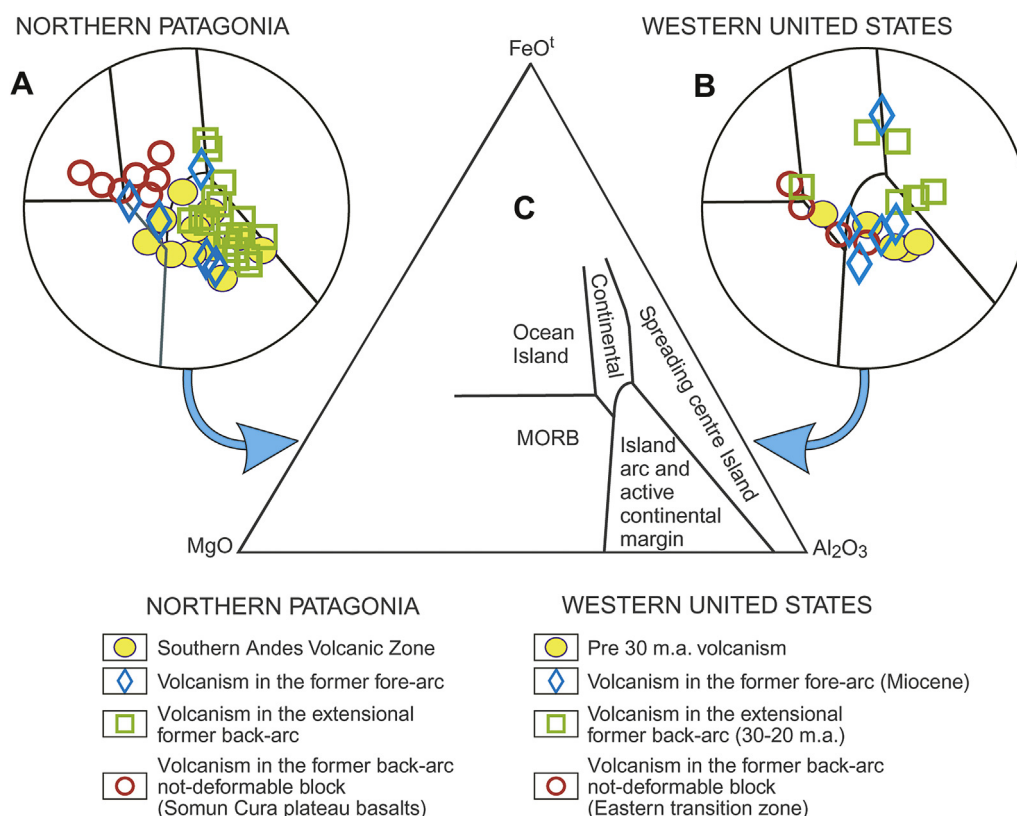 NORTHERN PATAGONIA
WESTERN UNITED STATES
A
B
FeOᵗ
C
Ocean
Island
Continental
Spreading centre Island
MORB
Island
arc and
active
continental
margin
MgO
Al₂O₃
NORTHERN PATAGONIA
Southern Andes Volcanic Zone
Volcanism in the former fore-arc
Volcanism in the extensional
former back-arc
Volcanism in the former back-arc
not-deformable block
(Somun Cura plateau basalts)
WESTERN UNITED STATES
Pre 30 m.a. volcanism
Volcanism in the former fore-arc (Miocene)
Volcanism in the extensional
former back-arc (30-20 m.a.)
Volcanism in the former back-arc
not-deformable block
(Eastern transition zone)